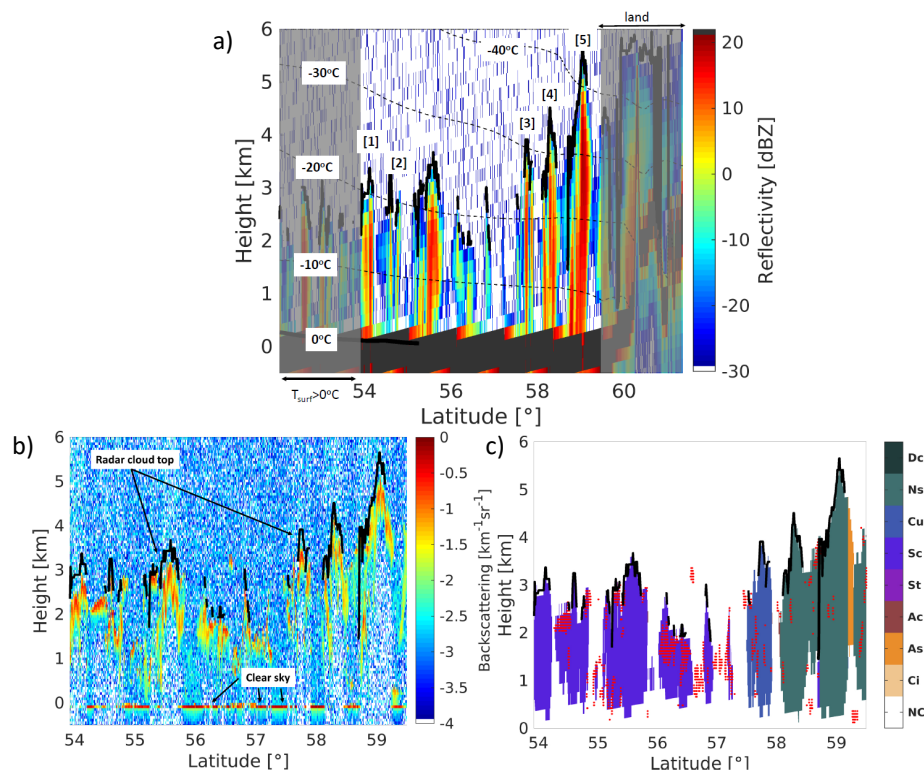 a)
land
[5]
-40°C
-30°C
[4]
[3]
[1]
[2]
-20°C
-10°C
0°C
6
5
4
3
2
1
0
Height [km]
54
56
58
60
Tsurf>0°C
Latitude [°]
20
10
0
-10
-20
-30
Reflectivity [dBZ]
b)
Radar cloud top
Clear sky
6
5
4
3
2
1
0
Height [km]
54
55
56
57
58
59
Latitude [°]
0
-0.5
-1
-1.5
-2
-2.5
-3
-3.5
-4
Backscattering [km-1sr-1]
c)
6
5
4
3
2
1
0
Height [km]
54
55
56
57
58
59
Latitude [°]
Dc
Ns
Cu
Sc
St
Ac
As
Ci
NC